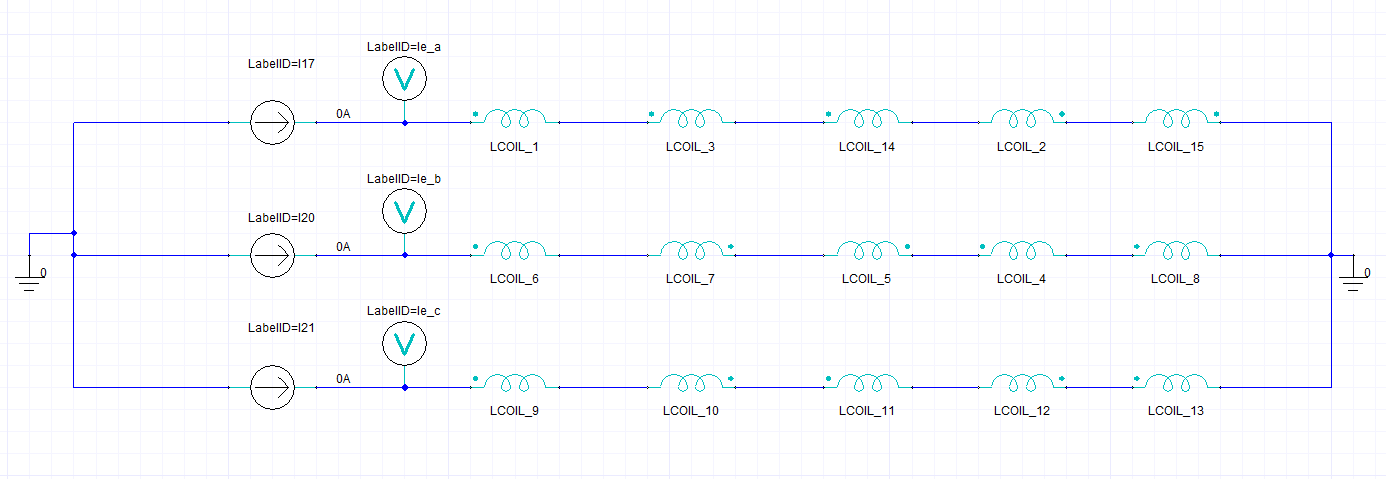 LabelID=Ie_a
LabelID=I17
V
0A
LCOIL_1 LCOIL_3 LCOIL_14 LCOIL_2 LCOIL_15
LabelID=Ie_b
LabelID=I20
V
0A
0
0
LCOIL_6 LCOIL_7 LCOIL_5 LCOIL_4 LCOIL_8
LabelID=Ie_c
LabelID=I21
V
0A
LCOIL_9 LCOIL_10 LCOIL_11 LCOIL_12 LCOIL_13